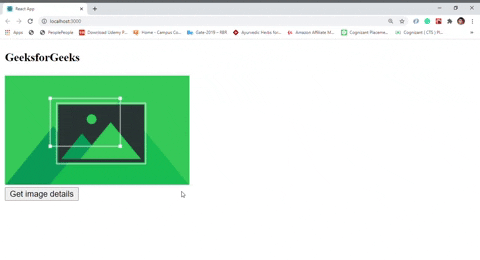 React App
localhost:3000
Apps
PeoplePeople
Download Udemy P...
Home - Campus Co...
Gate-2019 – RBR
Ayurvedic Herbs for...
Amazon Affiliate M...
Cognizant Placeme...
Cognizant | CTS | Pl...
GeeksforGeeks
Get image details